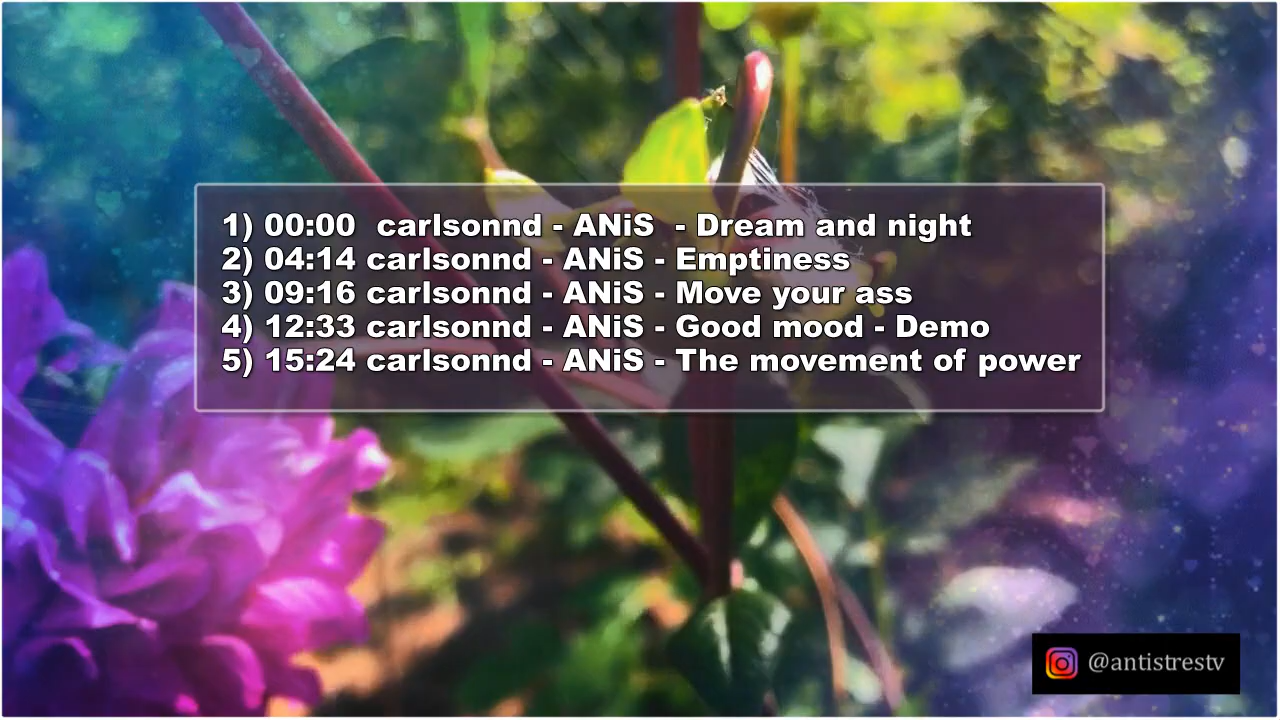 1) 00:00  carlsonnd - ANiS  - Dream and night
2) 04:14 carlsonnd - ANiS - Emptiness
3) 09:16 carlsonnd - ANiS - Move your ass
4) 12:33 carlsonnd - ANiS - Good mood - Demo
5) 15:24 carlsonnd - ANiS - The movement of power
@antistrestv